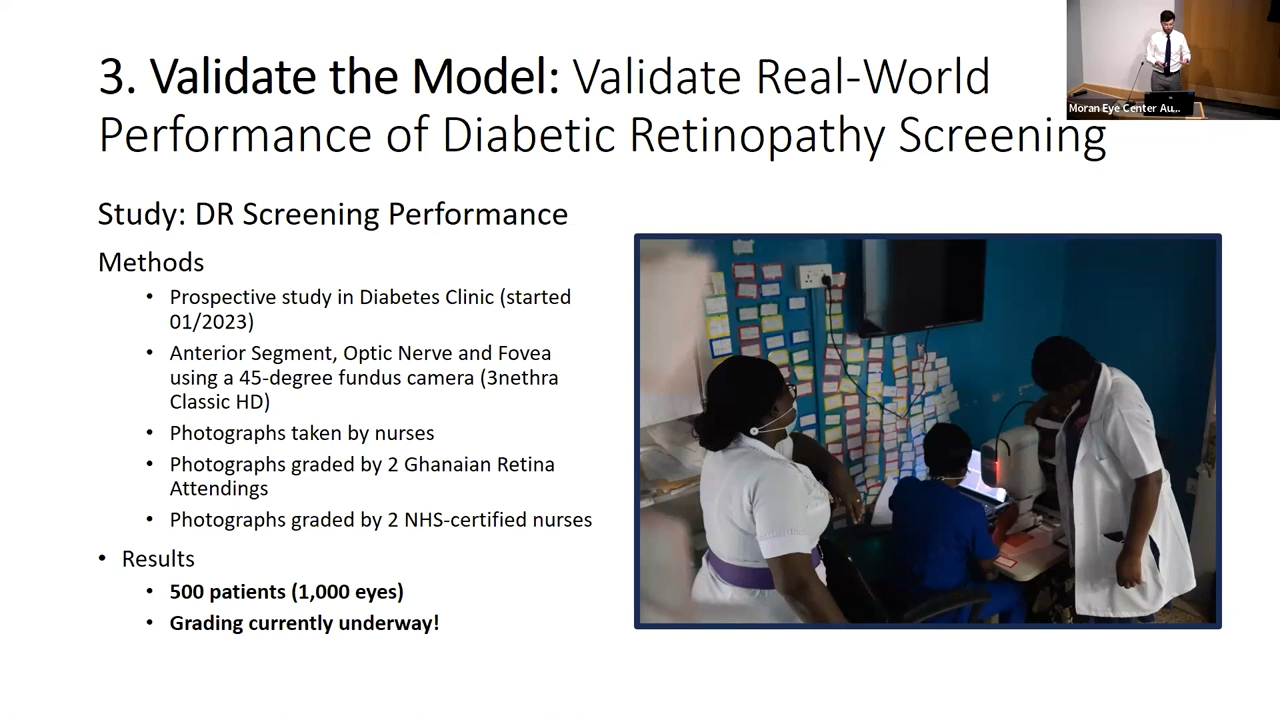 3. Validate the Model: Validate Real-World
Performance of Diabetic Retinopathy Screening
Moran Eye Center Au...
Study: DR Screening Performance
Methods
• Prospective study in Diabetes Clinic (started
01/2023)
• Anterior Segment, Optic Nerve and Fovea
using a 45-degree fundus camera (3nethra
Classic HD)
• Photographs taken by nurses
• Photographs graded by 2 Ghanaian Retina
Attendings
• Photographs graded by 2 NHS-certified nurses
• Results
• 500 patients (1,000 eyes)
• Grading currently underway!